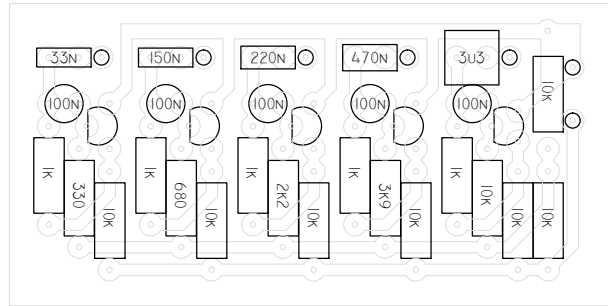 33N 150N 220N 470N 3U3
10K
100N 100N 100N 100N 100N
1K 1K 1K 1K 1K
330 680 2K2 3K9 10K
10K 10K 10K 10K 10K 10K